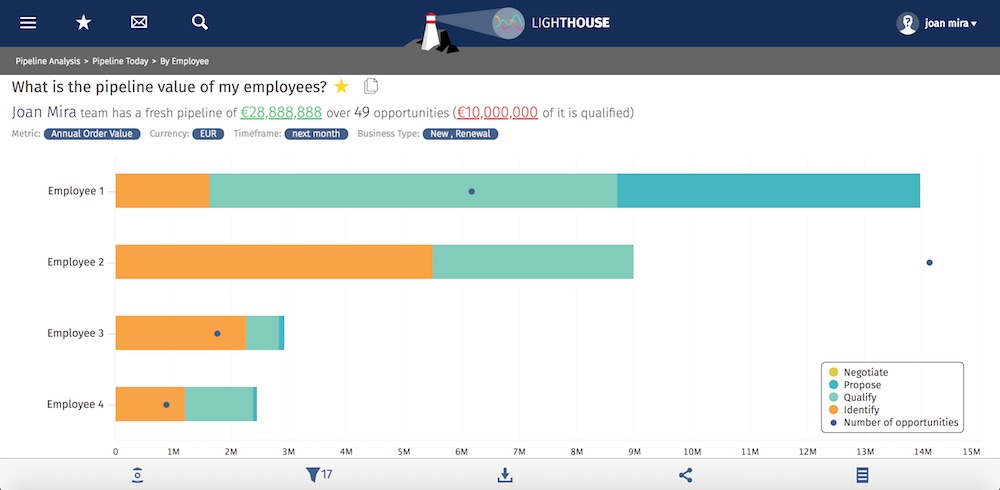 LIGHTHOUSE
joan mira
Pipeline Analysis > Pipeline Today > By Employee
What is the pipeline value of my employees?
Joan Mira team has a fresh pipeline of €28,888,888 over 49 opportunities (€10,000,000 of it is qualified)
Metric: Annual Order Value Currency: EUR Timeframe: next month Business Type: New , Renewal
Employee 1
Employee 2
Employee 3
Employee 4
Negotiate
Propose
Qualify
Identify
Number of opportunities
0 1M 2M 3M 4M 5M 6M 7M 8M 9M 10M 11M 12M 13M 14M 15M
17